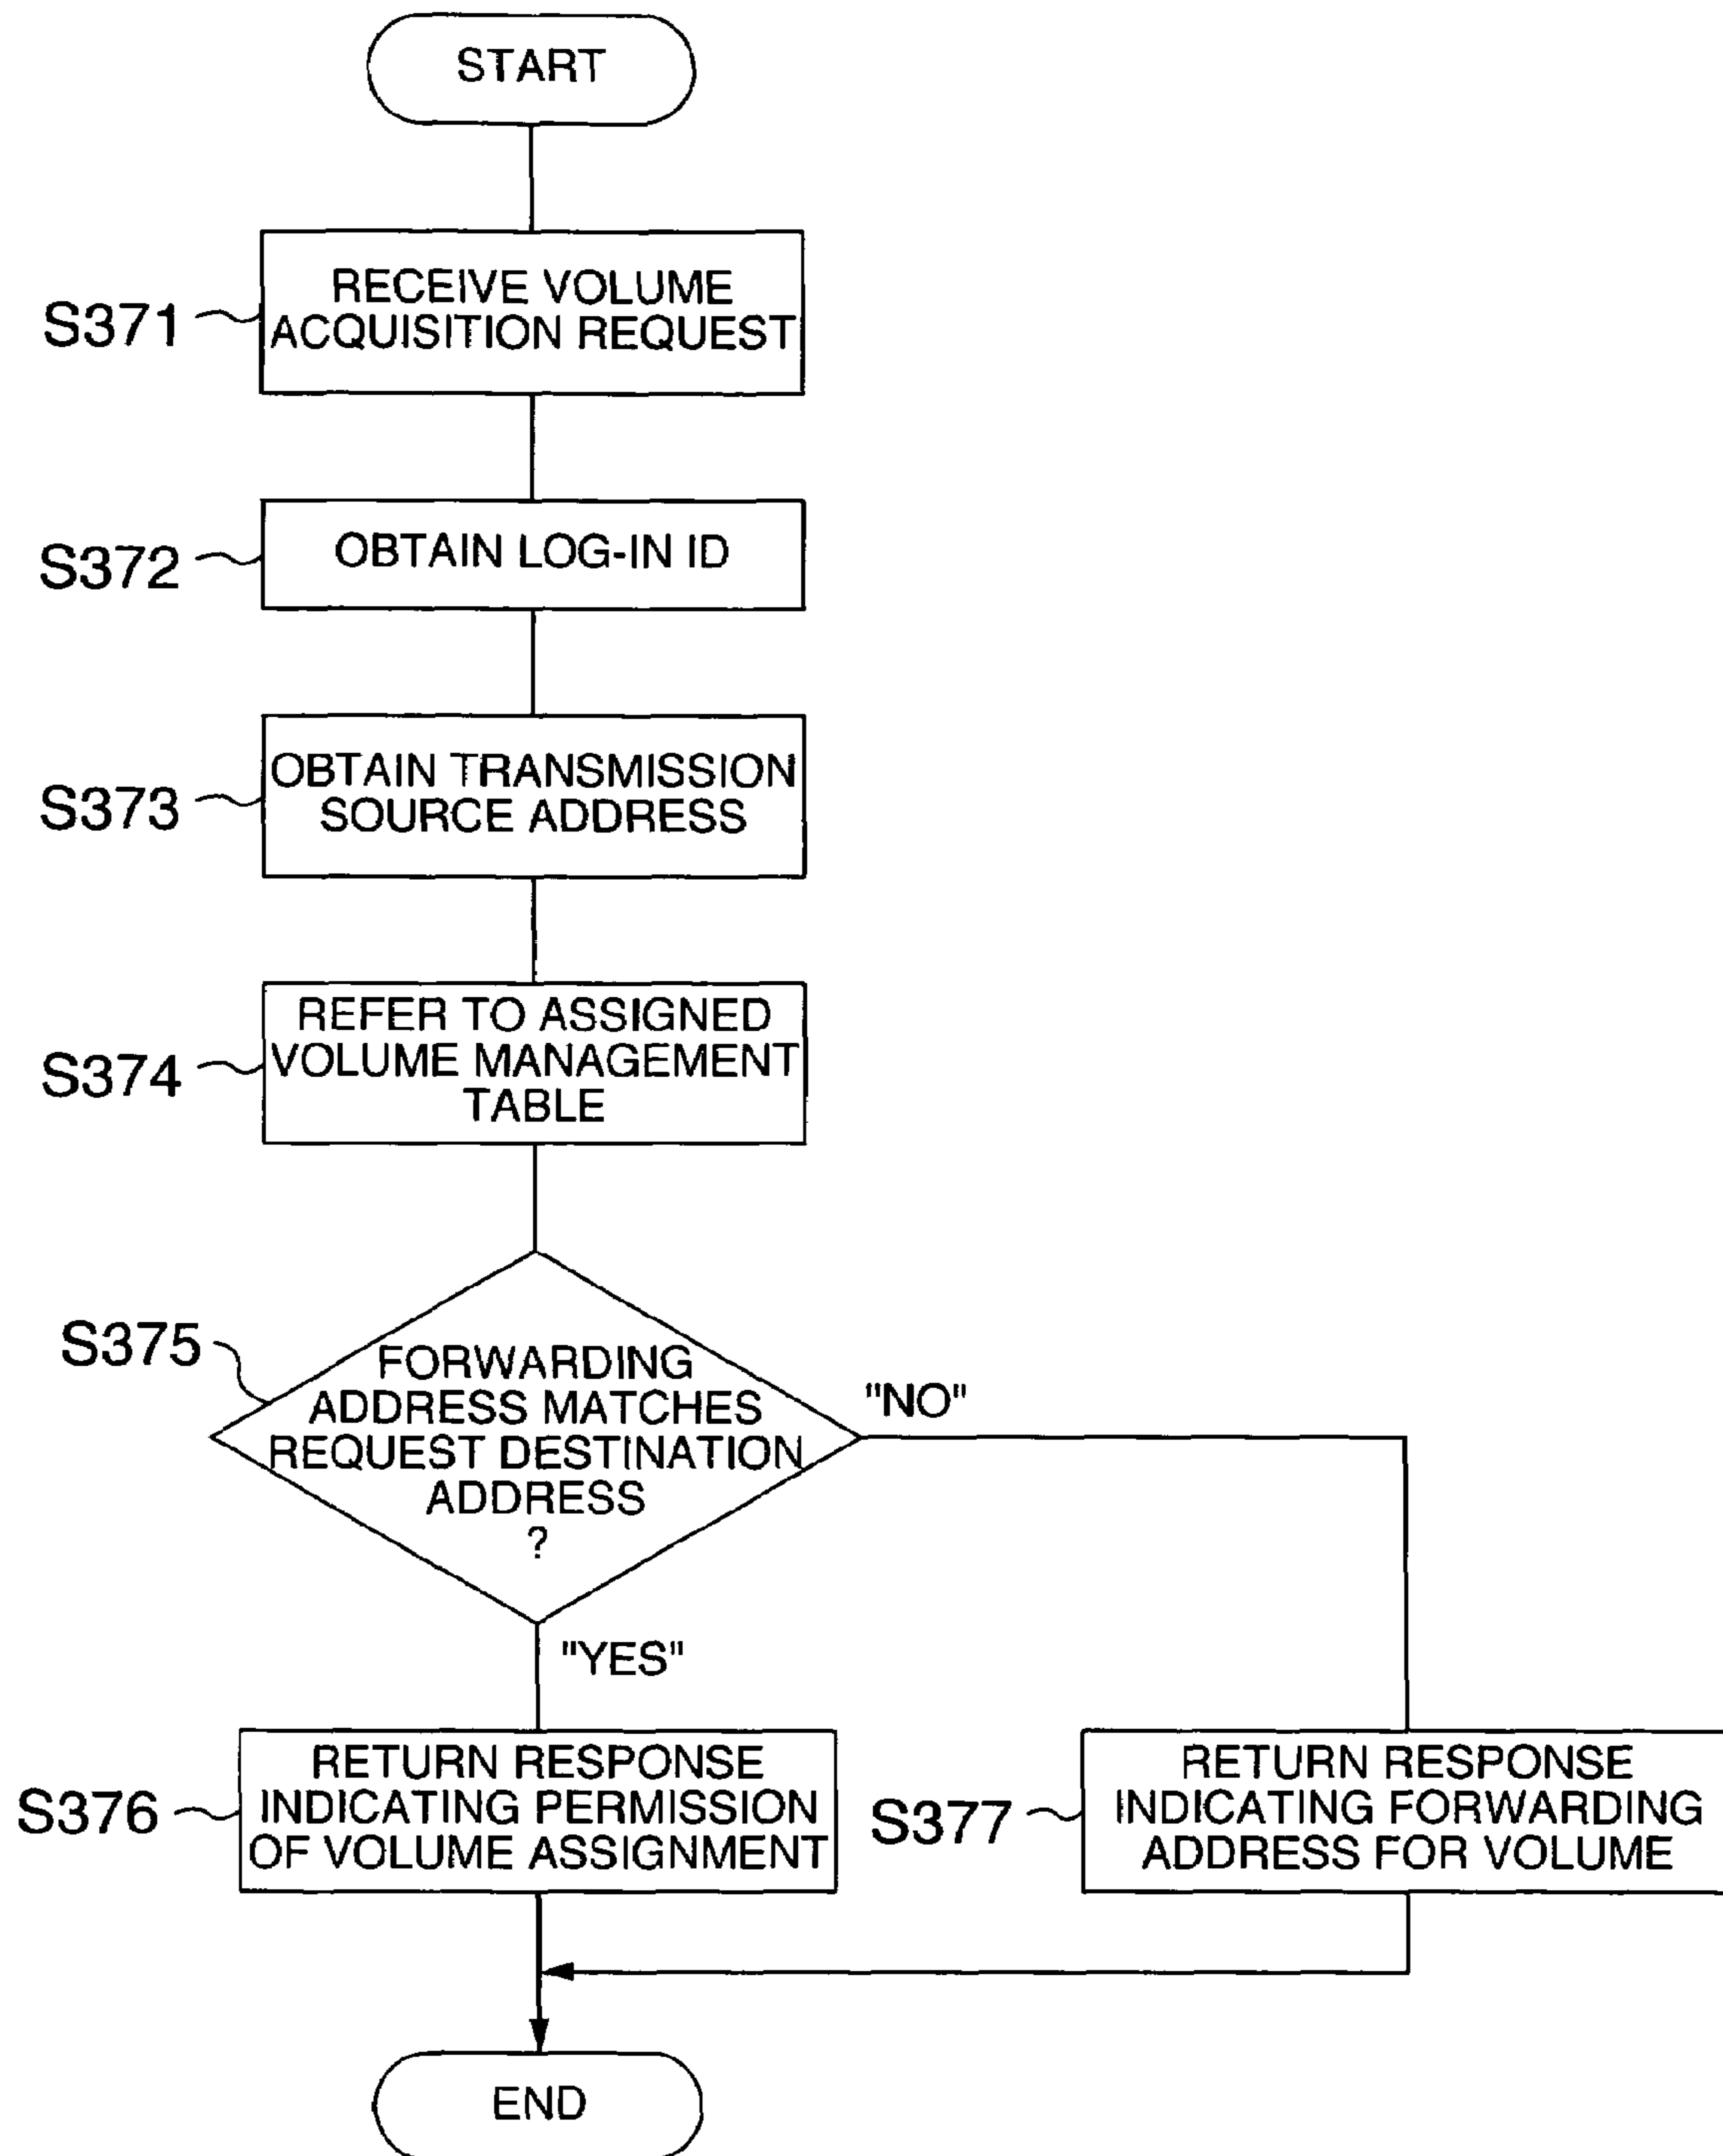 START
S371
RECEIVE VOLUME
ACQUISITION REQUEST
S372
OBTAIN LOG-IN ID
S373
OBTAIN TRANSMISSION
SOURCE ADDRESS
S374
REFER TO ASSIGNED
VOLUME MANAGEMENT
TABLE
S375
FORWARDING
ADDRESS MATCHES
REQUEST DESTINATION
ADDRESS
?
"NO"
"YES"
S376
RETURN RESPONSE
INDICATING PERMISSION
OF VOLUME ASSIGNMENT
S377
RETURN RESPONSE
INDICATING FORWARDING
ADDRESS FOR VOLUME
END